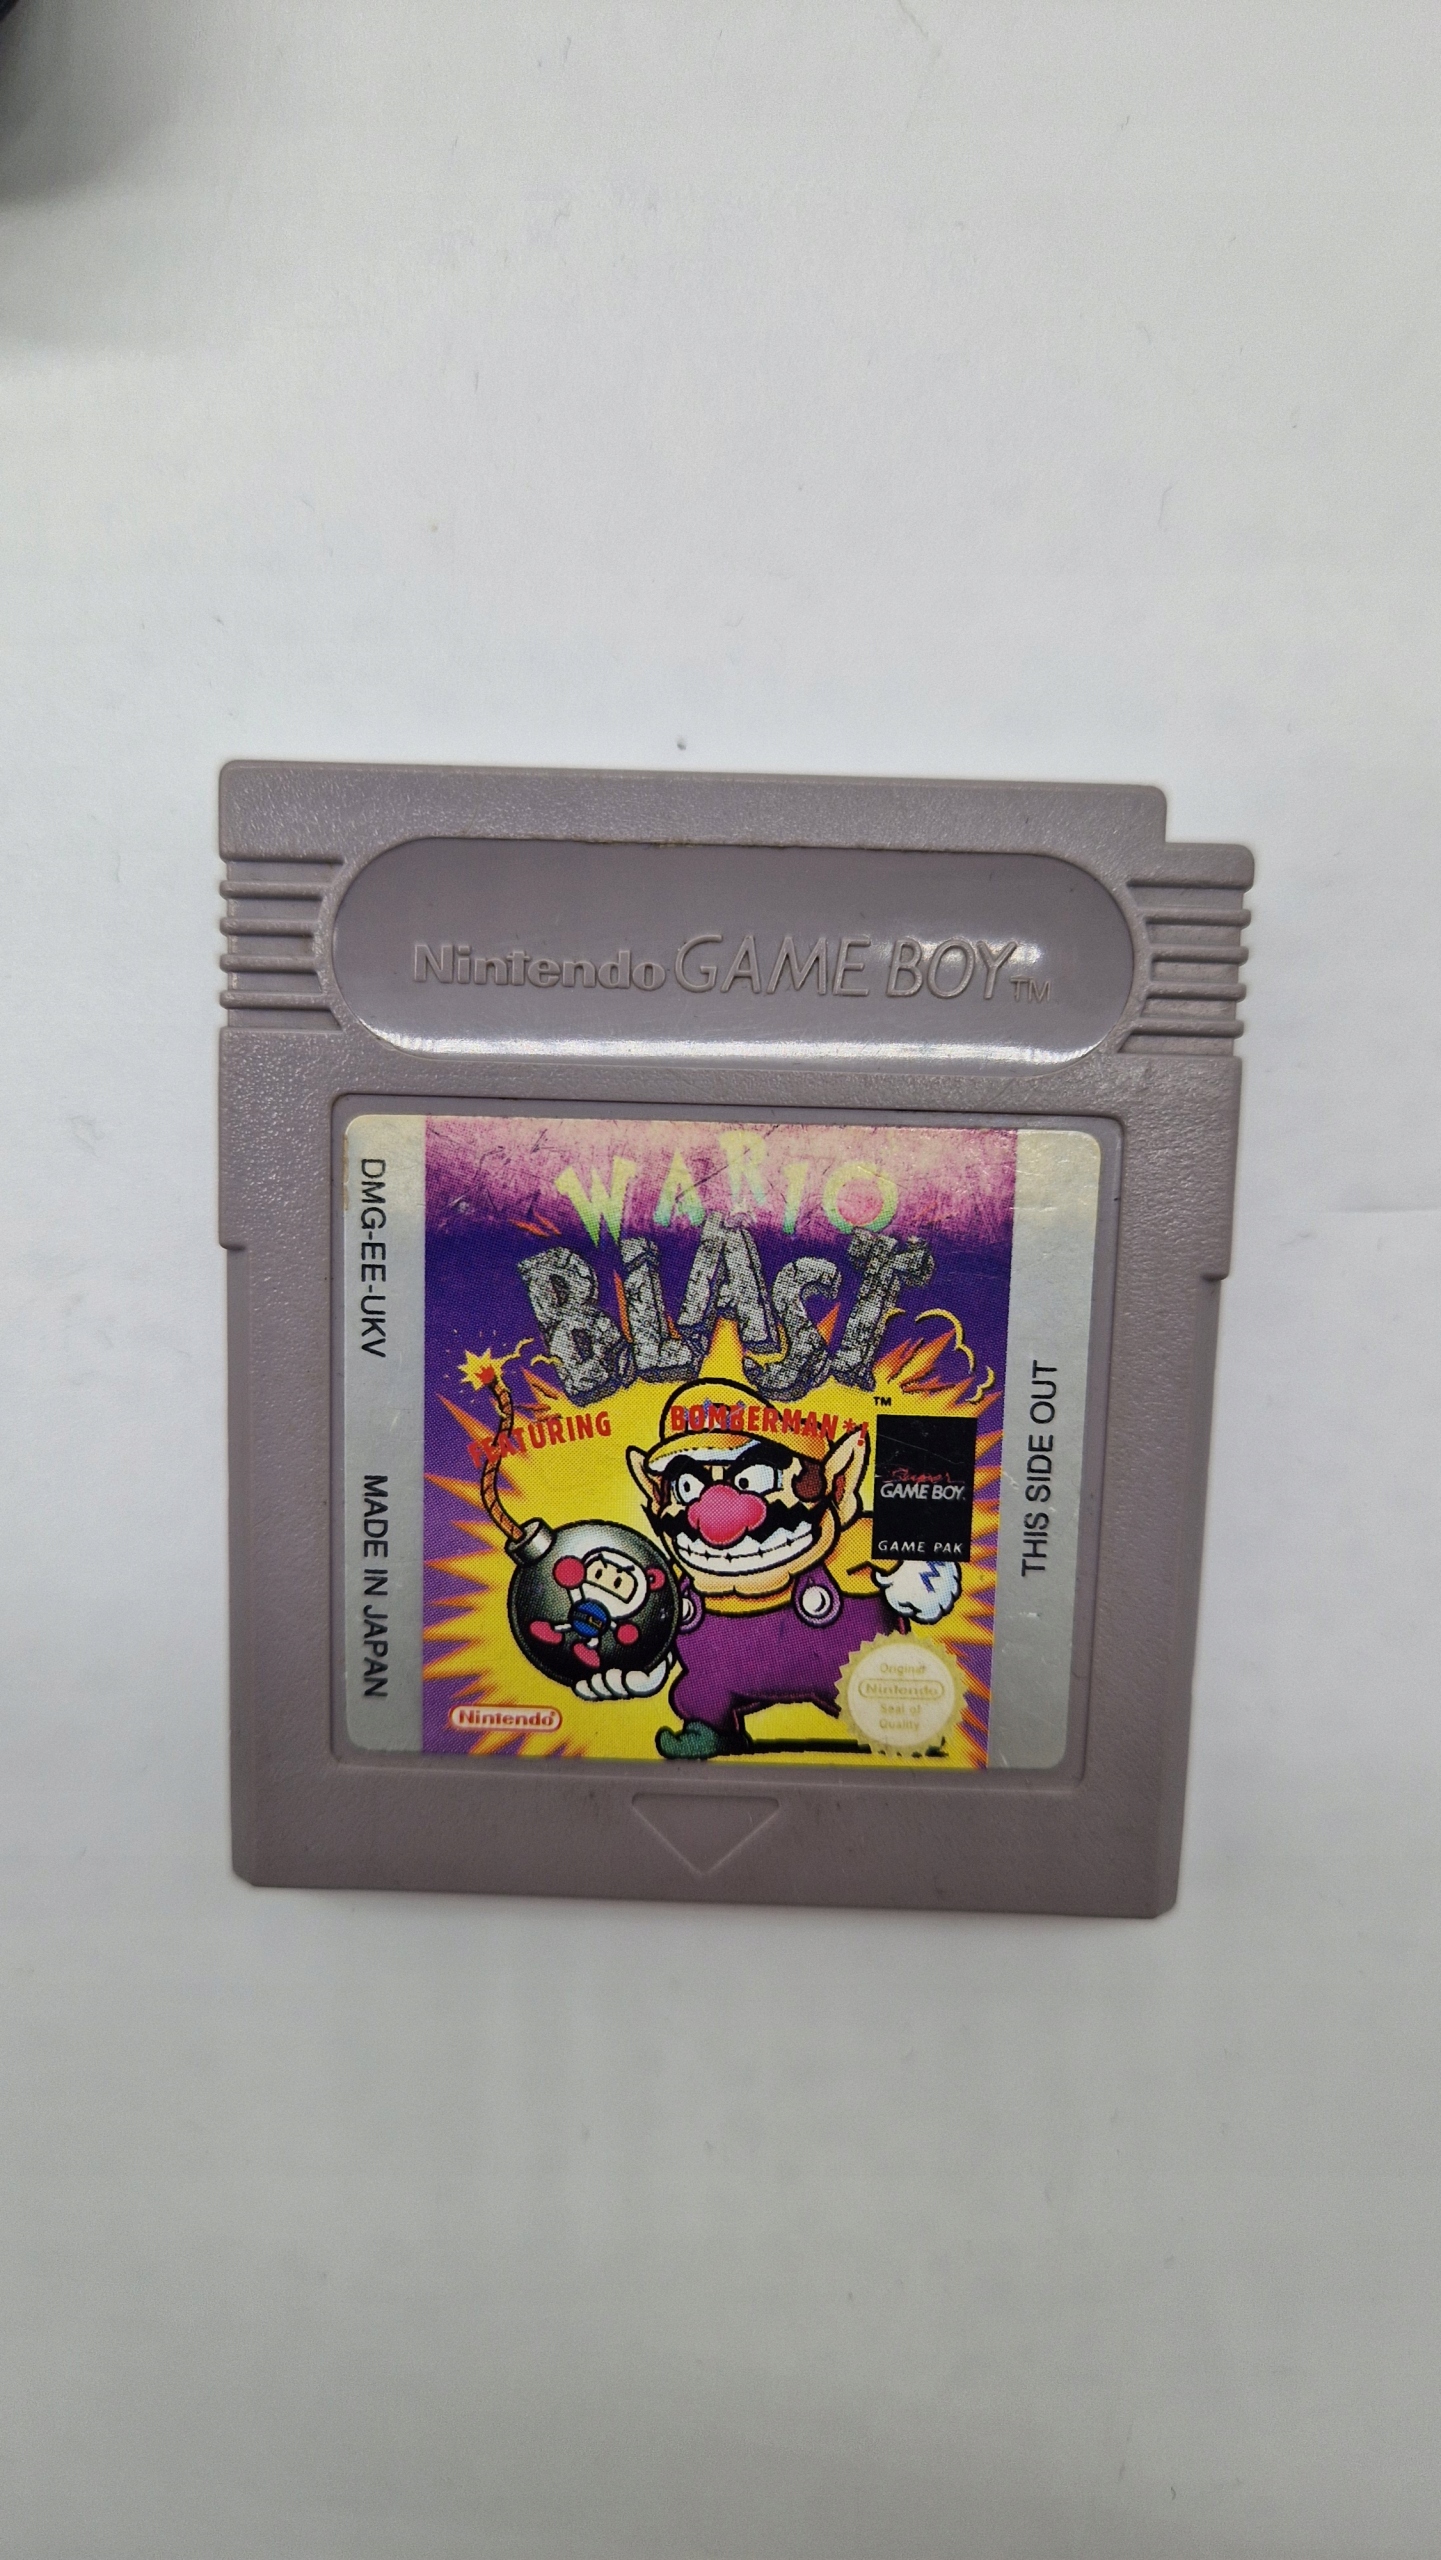 Nintendo GAME BOY TM
WARIO
BLAST
TM
FEATURING BOMBERMAN*!
Super
GAME BOY.
GAME PAK
Original
Nintendo
Seal of
Quality
Nintendo®
DMG-EE-UKV MADE IN JAPAN
THIS SIDE OUT